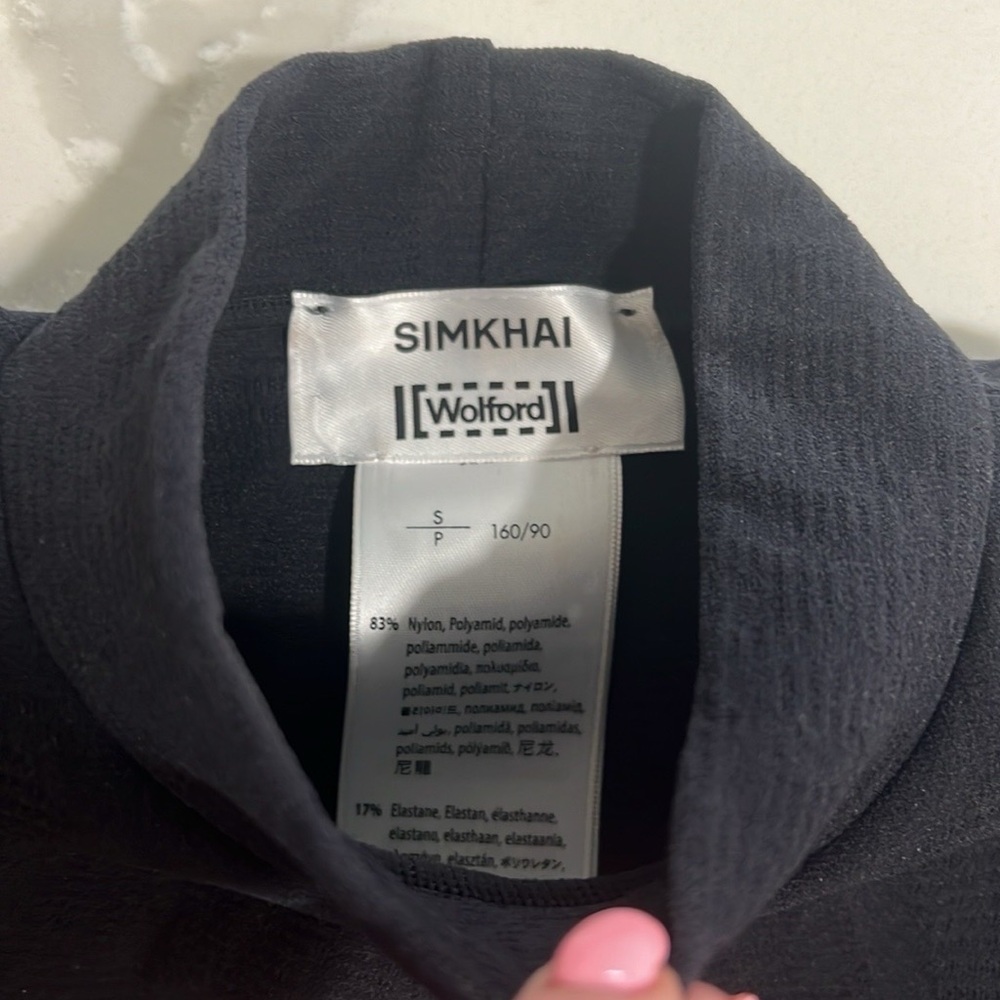 SIMKHAI
Wolford
S
P
160/90
83% Nylon, Polyamid, polyamide,
poliammide, poliamida,
polyamidia, πολυαμίδιο,
poliamid, poliamit, ナイロン,
полиамид, поліамід,
poliamidă, poliamidas,
poliamīds, pólýamíð, 尼龙,
尼龍
17% Elastane, Elastan, élasthanne,
elastano, elasthaan, elastaania,
elasztán, ポリウレタン,